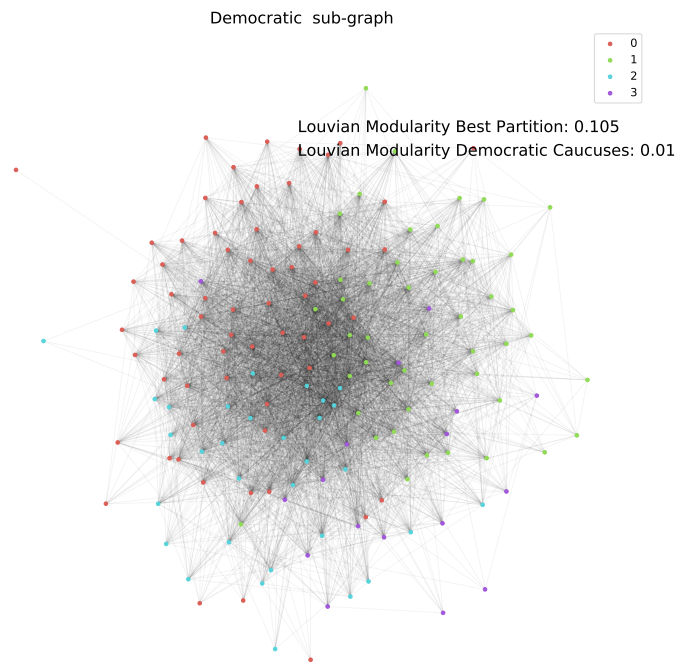 Democratic  sub-graph
0
1
2
3
Louvian Modularity Best Partition: 0.105
Louvian Modularity Democratic Caucuses: 0.01